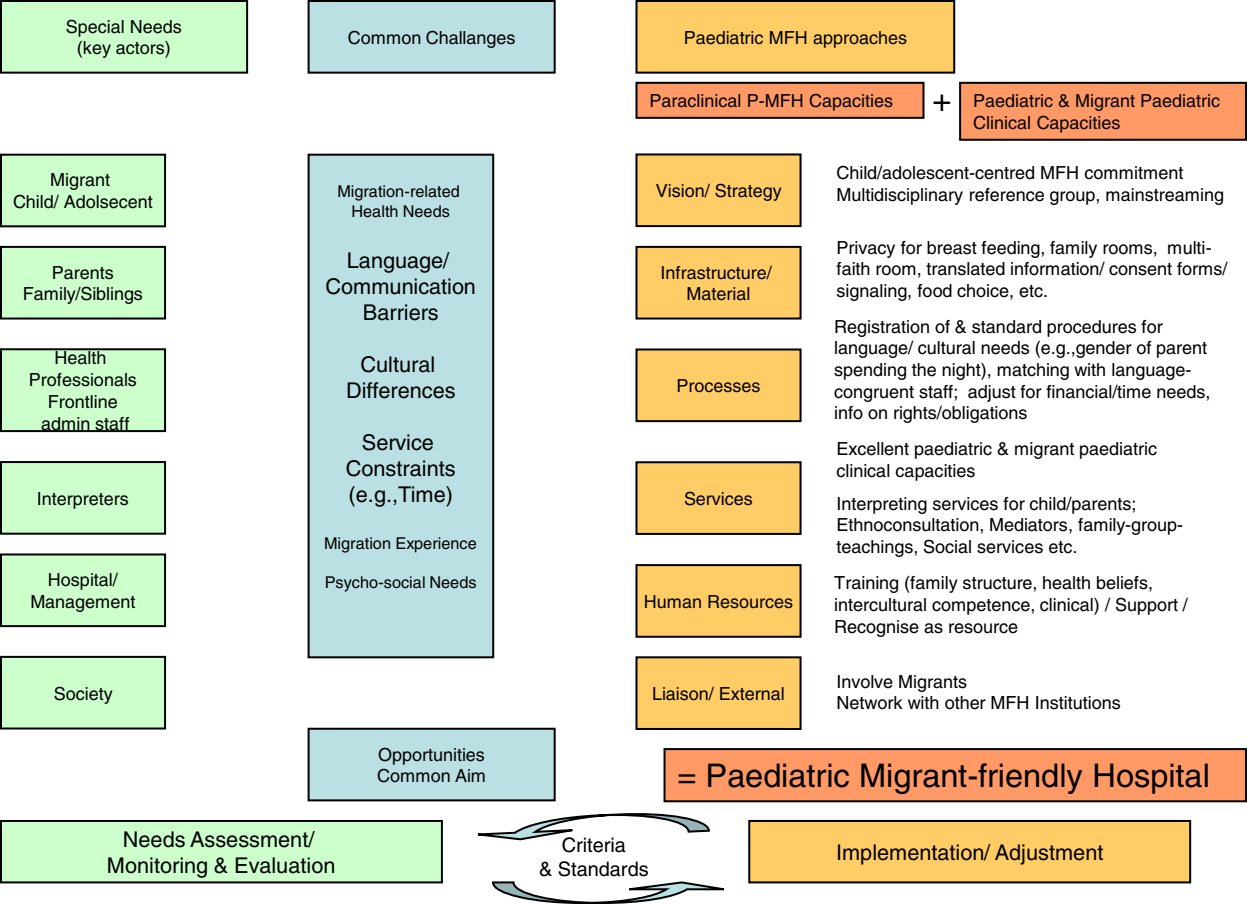 Special Needs
(key actors)
Common Challanges
Paediatric MFH approaches
Paraclinical P-MFH Capacities
+
Paediatric & Migrant Paediatric
Clinical Capacities
Migrant
Child/ Adolsecent
Parents
Family/Siblings
Health
Professionals
Frontline
admin staff
Interpreters
Hospital/
Management
Society
Migration-related
Health Needs
Language/
Communication
Barriers
Cultural
Differences
Service
Constraints
(e.g.,Time)
Migration Experience
Psycho-social Needs
Opportunities
Common Aim
Vision/ Strategy
Child/adolescent-centred MFH commitment
Multidisciplinary reference group, mainstreaming
Infrastructure/
Material
Privacy for breast feeding, family rooms, multi-
faith room, translated information/ consent forms/
signaling, food choice, etc.
Processes
Registration of & standard procedures for
language/ cultural needs (e.g.,gender of parent
spending the night), matching with language-
congruent staff; adjust for financial/time needs,
info on rights/obligations
Services
Excellent paediatric & migrant paediatric
clinical capacities
Interpreting services for child/parents;
Ethnoconsultation, Mediators, family-group-
teachings, Social services etc.
Human Resources
Training (family structure, health beliefs,
intercultural competence, clinical) / Support /
Recognise as resource
Liaison/ External
Involve Migrants
Network with other MFH Institutions
= Paediatric Migrant-friendly Hospital
Needs Assessment/
Monitoring & Evaluation
Criteria
& Standards
Implementation/ Adjustment